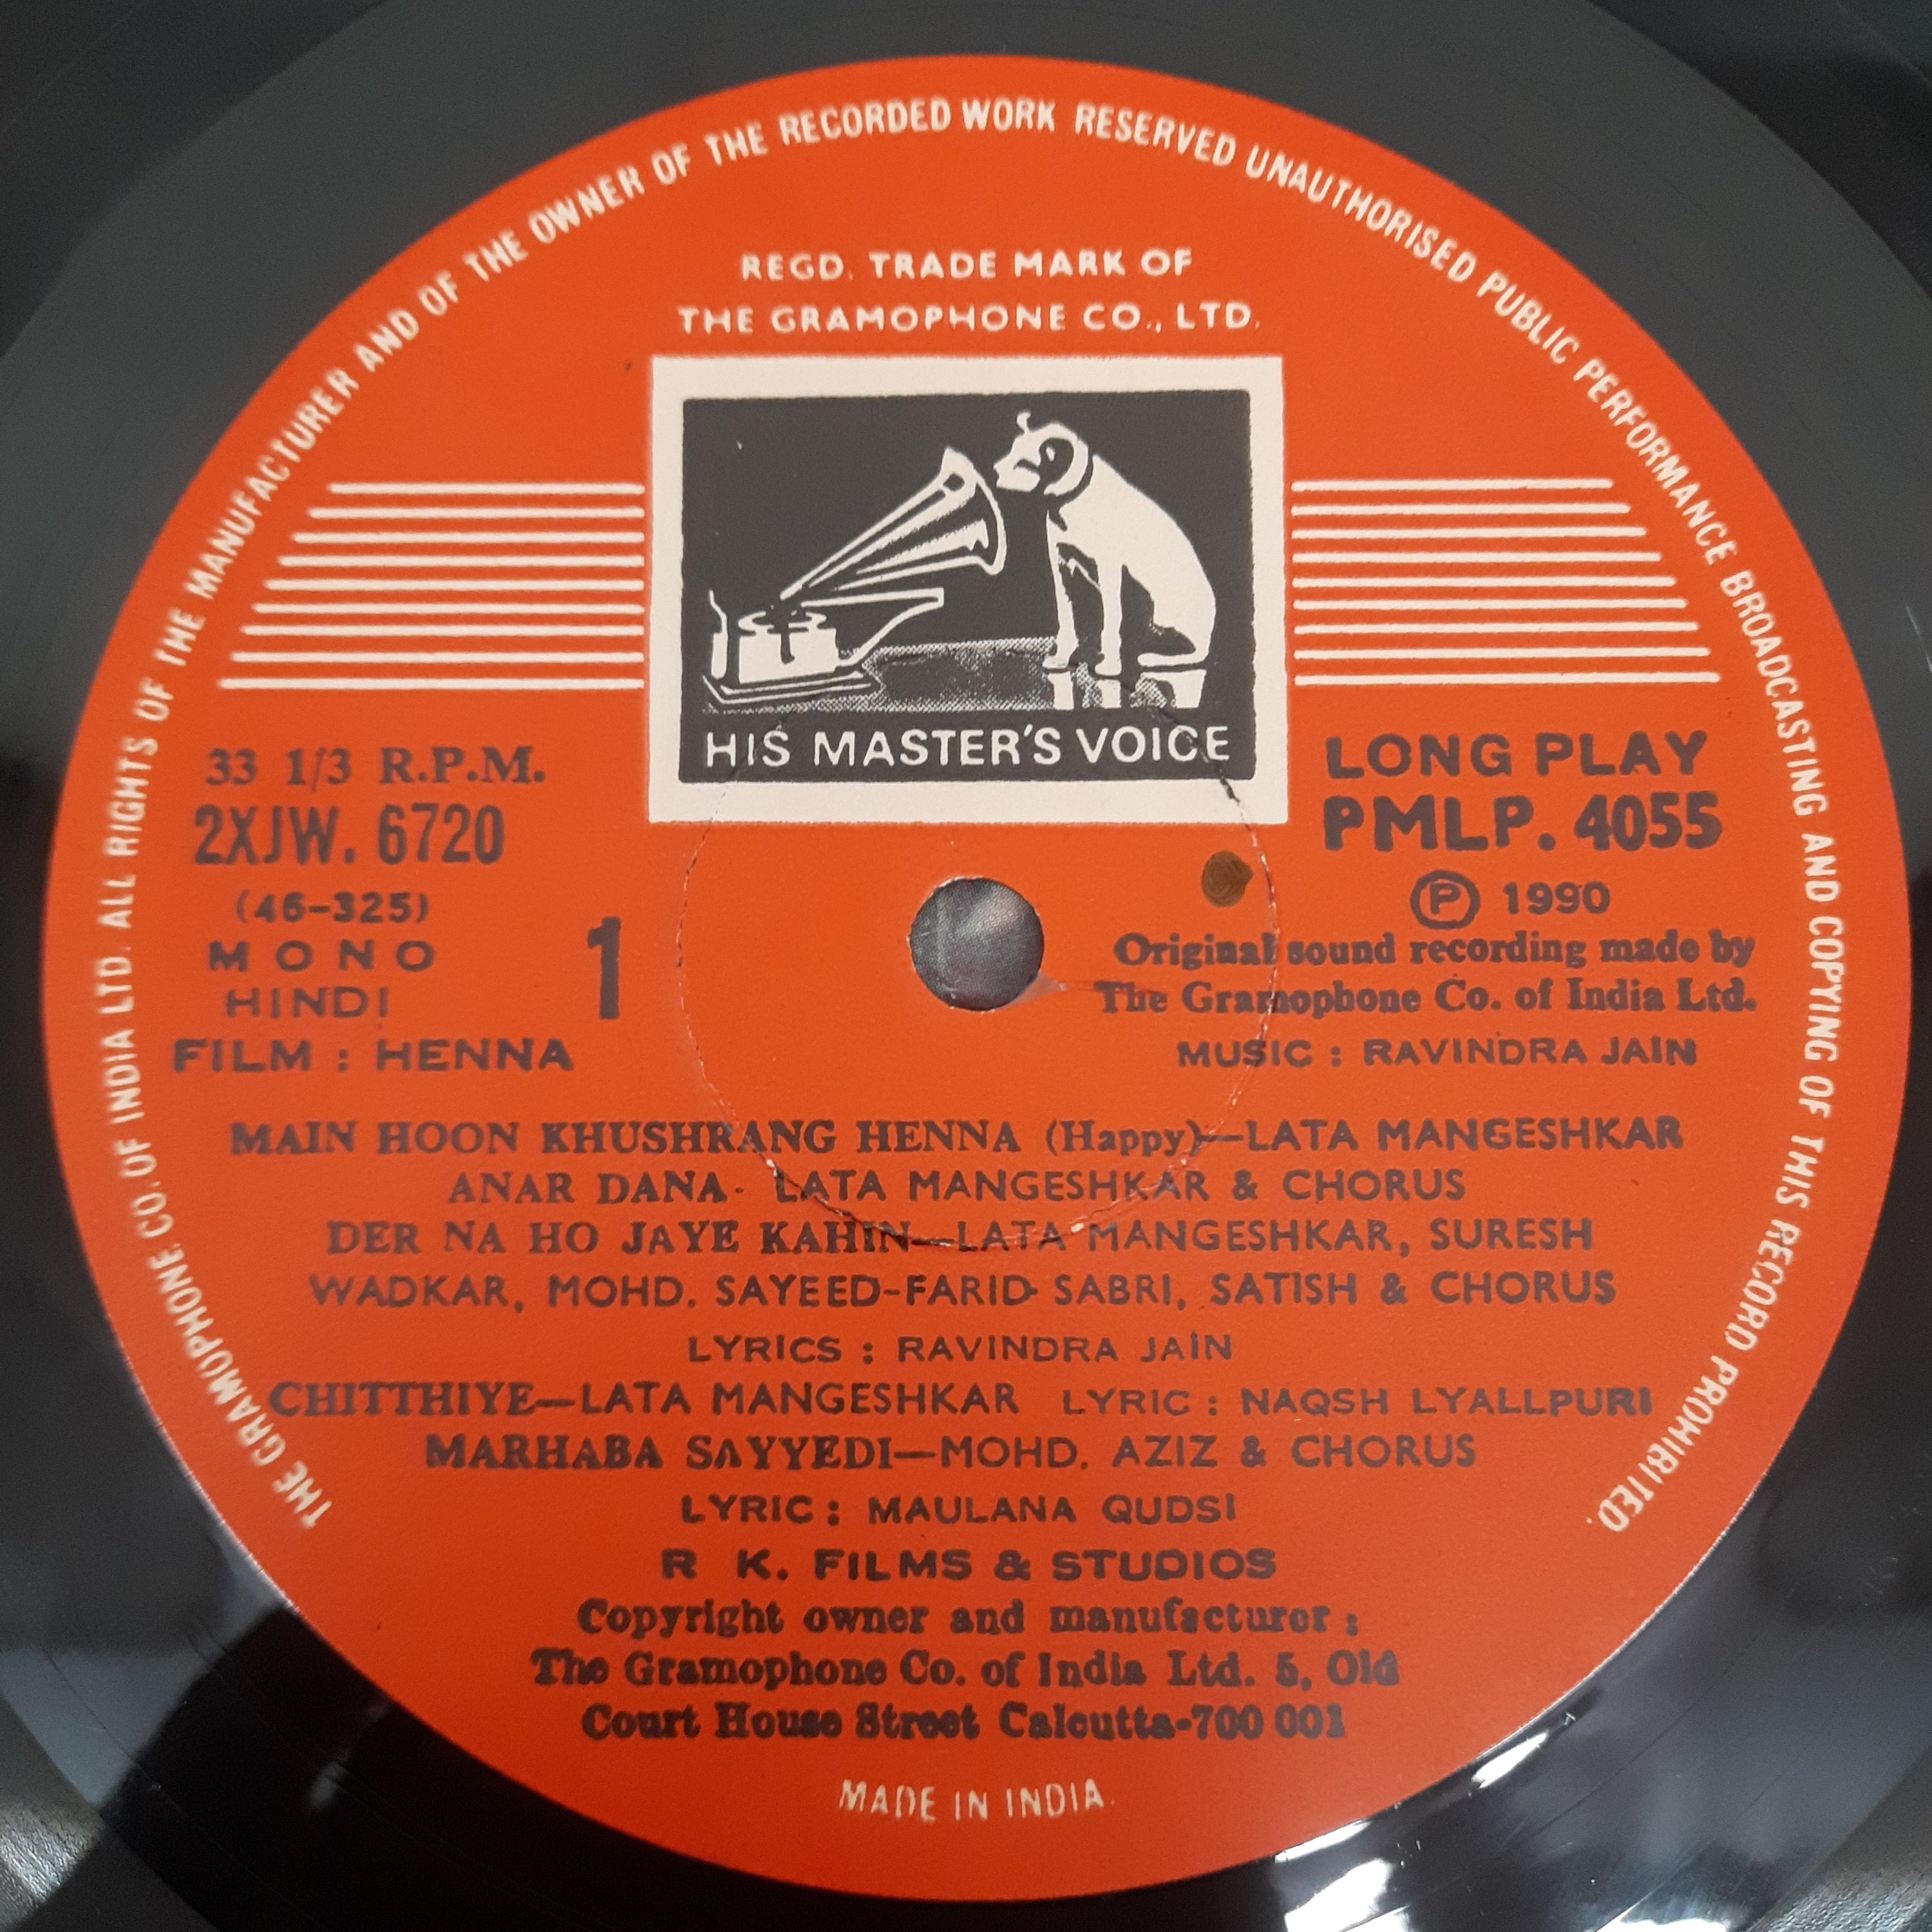 THE GRAMOPHONE CO. OF INDIA LTD. ALL RIGHTS OF THE MANUFACTURER AND OF THE OWNER OF THE RECORDED WORK RESERVED UNAUTHORISED PUBLIC PERFORMANCE BROADCASTING AND COPYING OF THIS RECORD PROHIBITED.
REGD. TRADE MARK OF
THE GRAMOPHONE CO., LTD.
HIS MASTER'S VOICE
33 1/3 R.P.M.
2XJW. 6720
(46-325)
MONO
HINDI
FILM : HENNA
1
LONG PLAY
PMLP. 4055
Ⓟ 1990
Original sound recording made by
The Gramophone Co. of India Ltd.
MUSIC : RAVINDRA JAIN
MAIN HOON KHUSHRANG HENNA (Happy)—LATA MANGESHKAR
ANAR DANA- LATA MANGESHKAR & CHORUS
DER NA HO JAYE KAHIN—LATA MANGESHKAR, SURESH
WADKAR, MOHD. SAYEED-FARID SABRI, SATISH & CHORUS
LYRICS : RAVINDRA JAIN
CHITTHIYE—LATA MANGESHKAR LYRIC : NAQSH LYALLPURI
MARHABA SAYYEDI—MOHD. AZIZ & CHORUS
LYRIC : MAULANA QUDSI
R K. FILMS & STUDIOS
Copyright owner and manufacturer :
The Gramophone Co. of India Ltd. 5, Old
Court House Street Calcutta-700 001
MADE IN INDIA